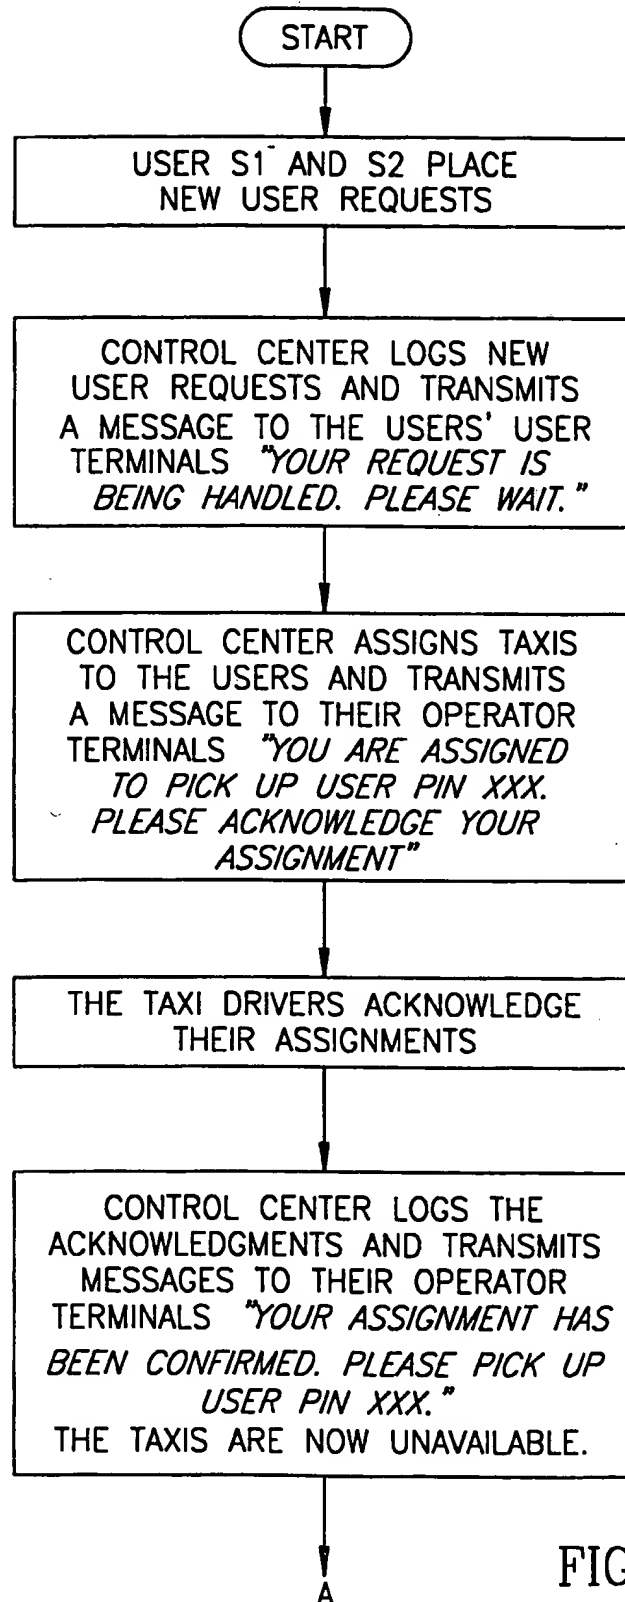 START
USER S1 AND S2 PLACE
NEW USER REQUESTS
CONTROL CENTER LOGS NEW
USER REQUESTS AND TRANSMITS
A MESSAGE TO THE USERS' USER
TERMINALS "YOUR REQUEST IS
BEING HANDLED. PLEASE WAIT."
CONTROL CENTER ASSIGNS TAXIS
TO THE USERS AND TRANSMITS
A MESSAGE TO THEIR OPERATOR
TERMINALS "YOU ARE ASSIGNED
TO PICK UP USER PIN XXX.
PLEASE ACKNOWLEDGE YOUR
ASSIGNMENT"
THE TAXI DRIVERS ACKNOWLEDGE
THEIR ASSIGNMENTS
CONTROL CENTER LOGS THE
ACKNOWLEDGMENTS AND TRANSMITS
MESSAGES TO THEIR OPERATOR
TERMINALS "YOUR ASSIGNMENT HAS
BEEN CONFIRMED. PLEASE PICK UP
USER PIN XXX."
THE TAXIS ARE NOW UNAVAILABLE.
A
FIG